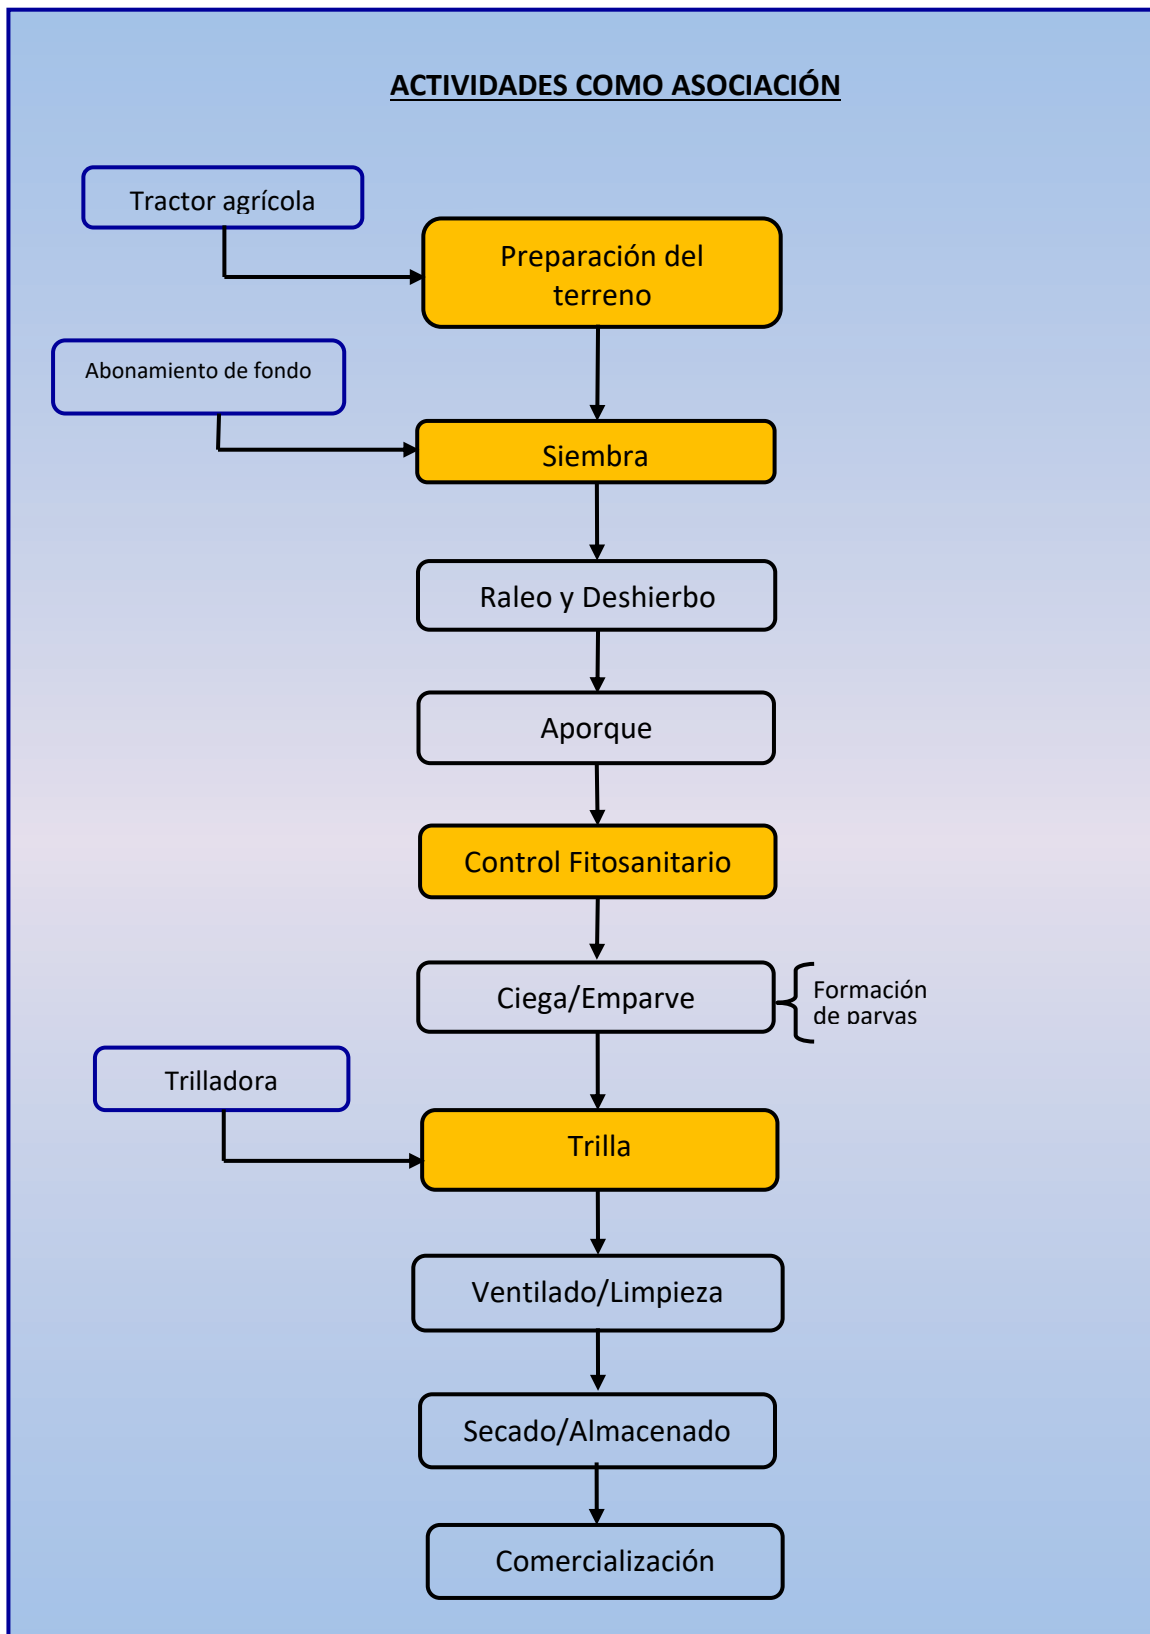 ACTIVIDADES COMO ASOCIACIÓN
Tractor agrícola
Preparación del
terreno
Abonamiento de fondo
Siembra
Raleo y Deshierbo
Aporque
Control Fitosanitario
Ciega/Emparve
Formación
de parvas
Trilladora
Trilla
Ventilado/Limpieza
Secado/Almacenado
Comercialización